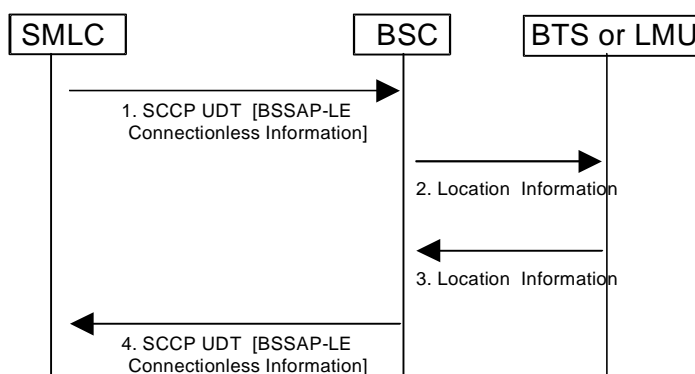 SMLC
BSC
BTS or LMU
1. SCCP UDT [BSSAP-LE
Connectionless Information]
2. Location Information
3. Location Information
4. SCCP UDT [BSSAP-LE
Connectionless Information]